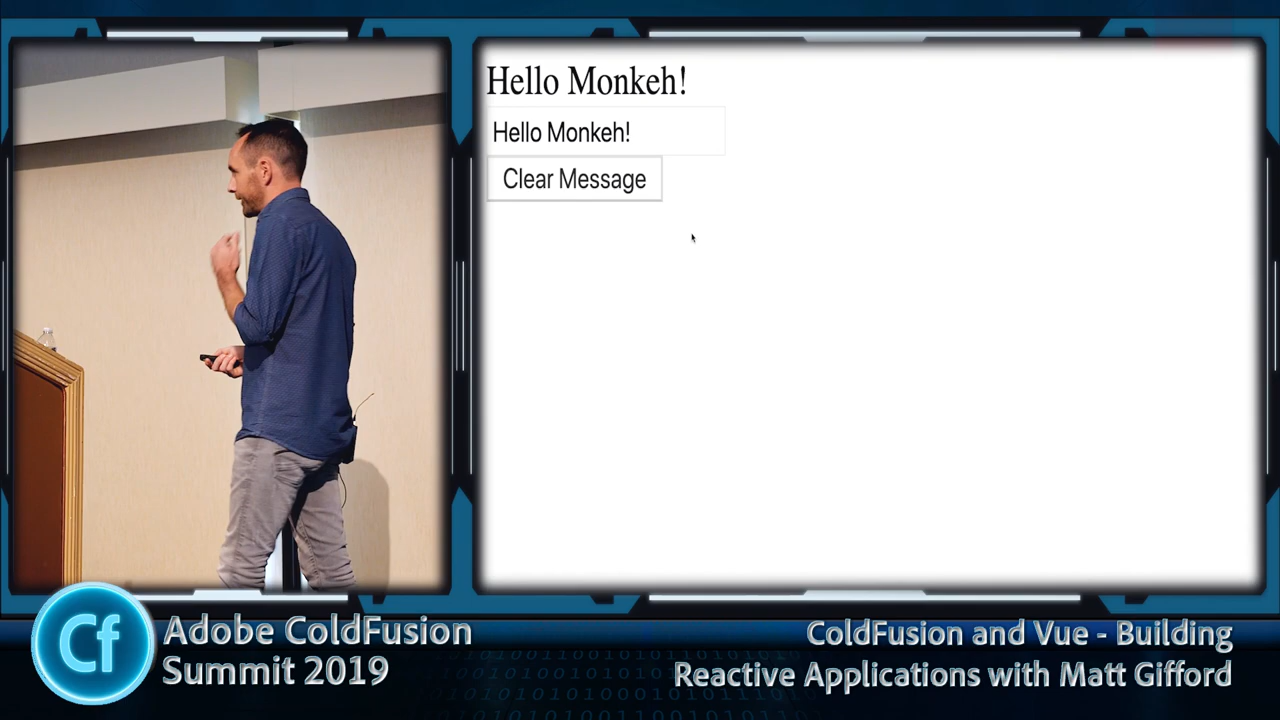 Hello Monkeh!
Hello Monkeh!
Clear Message
Cf
Adobe ColdFusion
Summit 2019
ColdFusion and Vue - Building
Reactive Applications with Matt Gifford